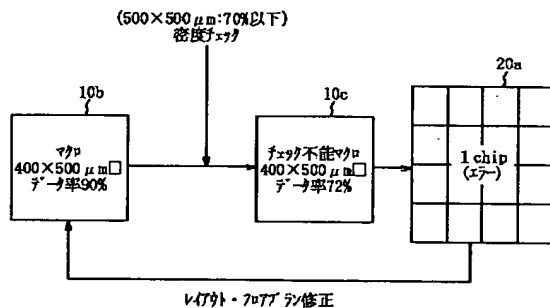 (500×500μm:70%以下)
密度チェック
10b
10c
20a
マクロ
400×500μm□
データ率90%
チェック不能マクロ
400×500μm□
データ率72%
1 chip
(エラー)
レイアウト・フロアプラン修正